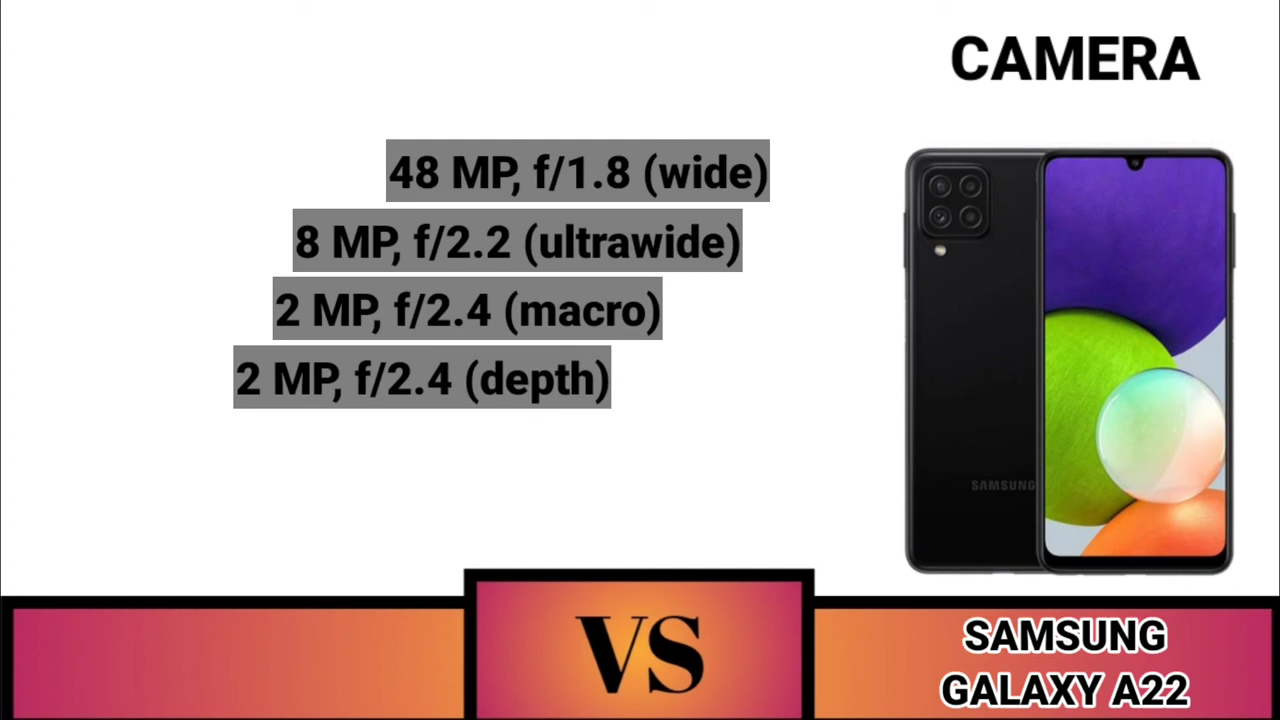 CAMERA
48 MP, f/1.8 (wide)
8 MP, f/2.2 (ultrawide)
2 MP, f/2.4 (macro)
2 MP, f/2.4 (depth)
SAMSUNG
VS
SAMSUNG
GALAXY A22